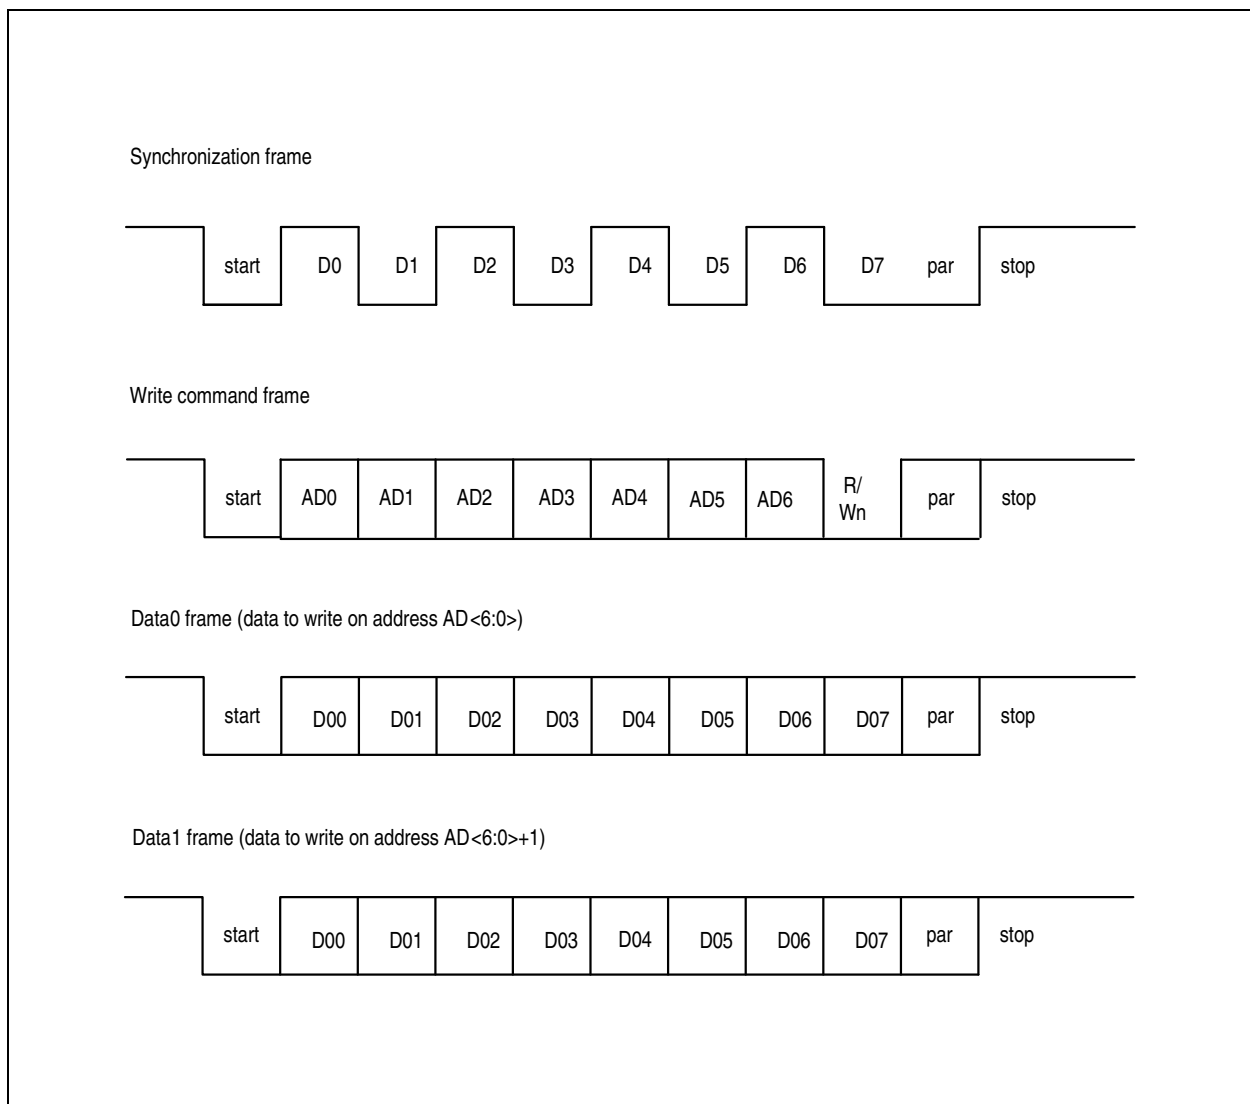 Synchronization frame
start D0 D1 D2 D3 D4 D5 D6 D7 par stop
Write command frame
start AD0 AD1 AD2 AD3 AD4 AD5 AD6 R/
Wn par stop
Data0 frame (data to write on address AD<6:0>)
start D00 D01 D02 D03 D04 D05 D06 D07 par stop
Data1 frame (data to write on address AD<6:0>+1)
start D00 D01 D02 D03 D04 D05 D06 D07 par stop